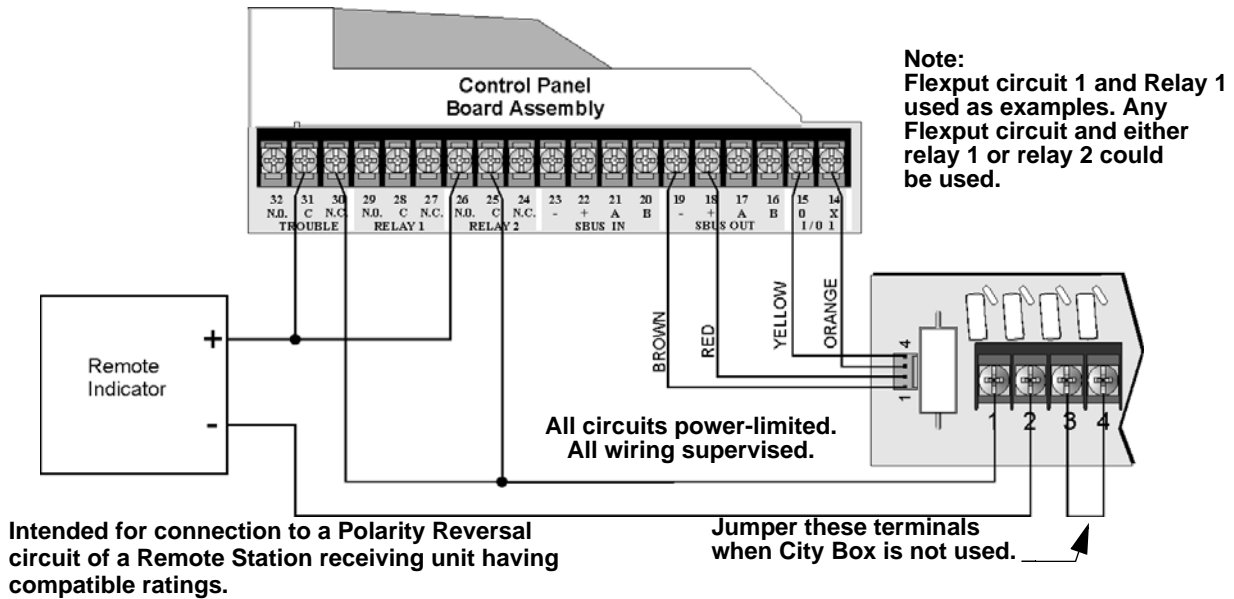 Control Panel
Board Assembly
Note:
Flexput circuit 1 and Relay 1
used as examples. Any
Flexput circuit and either
relay 1 or relay 2 could
be used.
32 31 30 29 28 27 26 25 24 23 22 21 20 19 18 17 16 15 14
N.O. C N.C. N.O. C N.C. N.O. C N.C. - + A B - + A B 0 X
TROUBLE RELAY 1 RELAY 2 SBUS IN SBUS OUT I/0 1
BROWN
RED
YELLOW
ORANGE
4
1
1 2 3 4
+
Remote
Indicator
-
All circuits power-limited.
All wiring supervised.
Intended for connection to a Polarity Reversal
circuit of a Remote Station receiving unit having
compatible ratings.
Jumper these terminals
when City Box is not used.